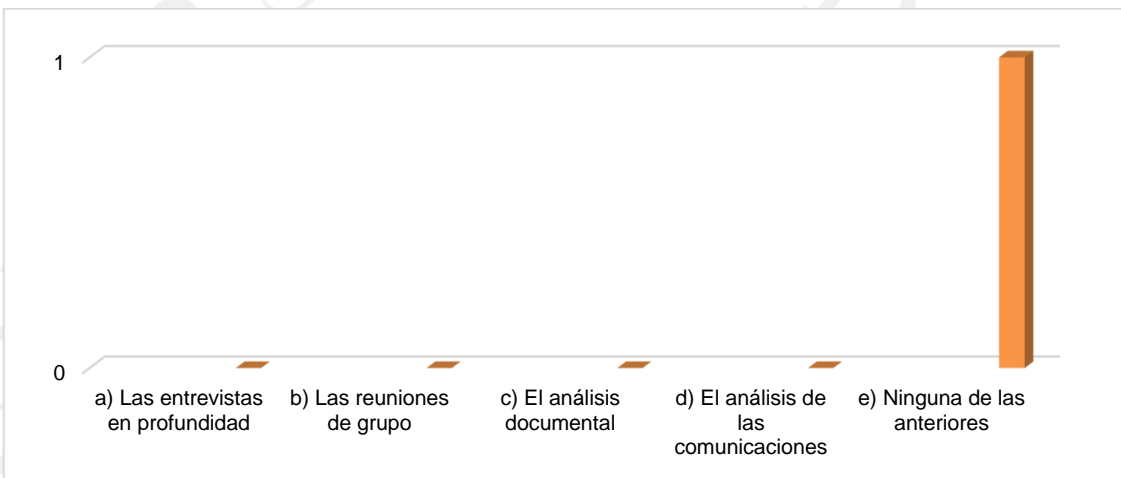 1
0
a) Las entrevistas
en profundidad
b) Las reuniones
de grupo
c) El análisis
documental
d) El análisis de
las
comunicaciones
e) Ninguna de las
anteriores